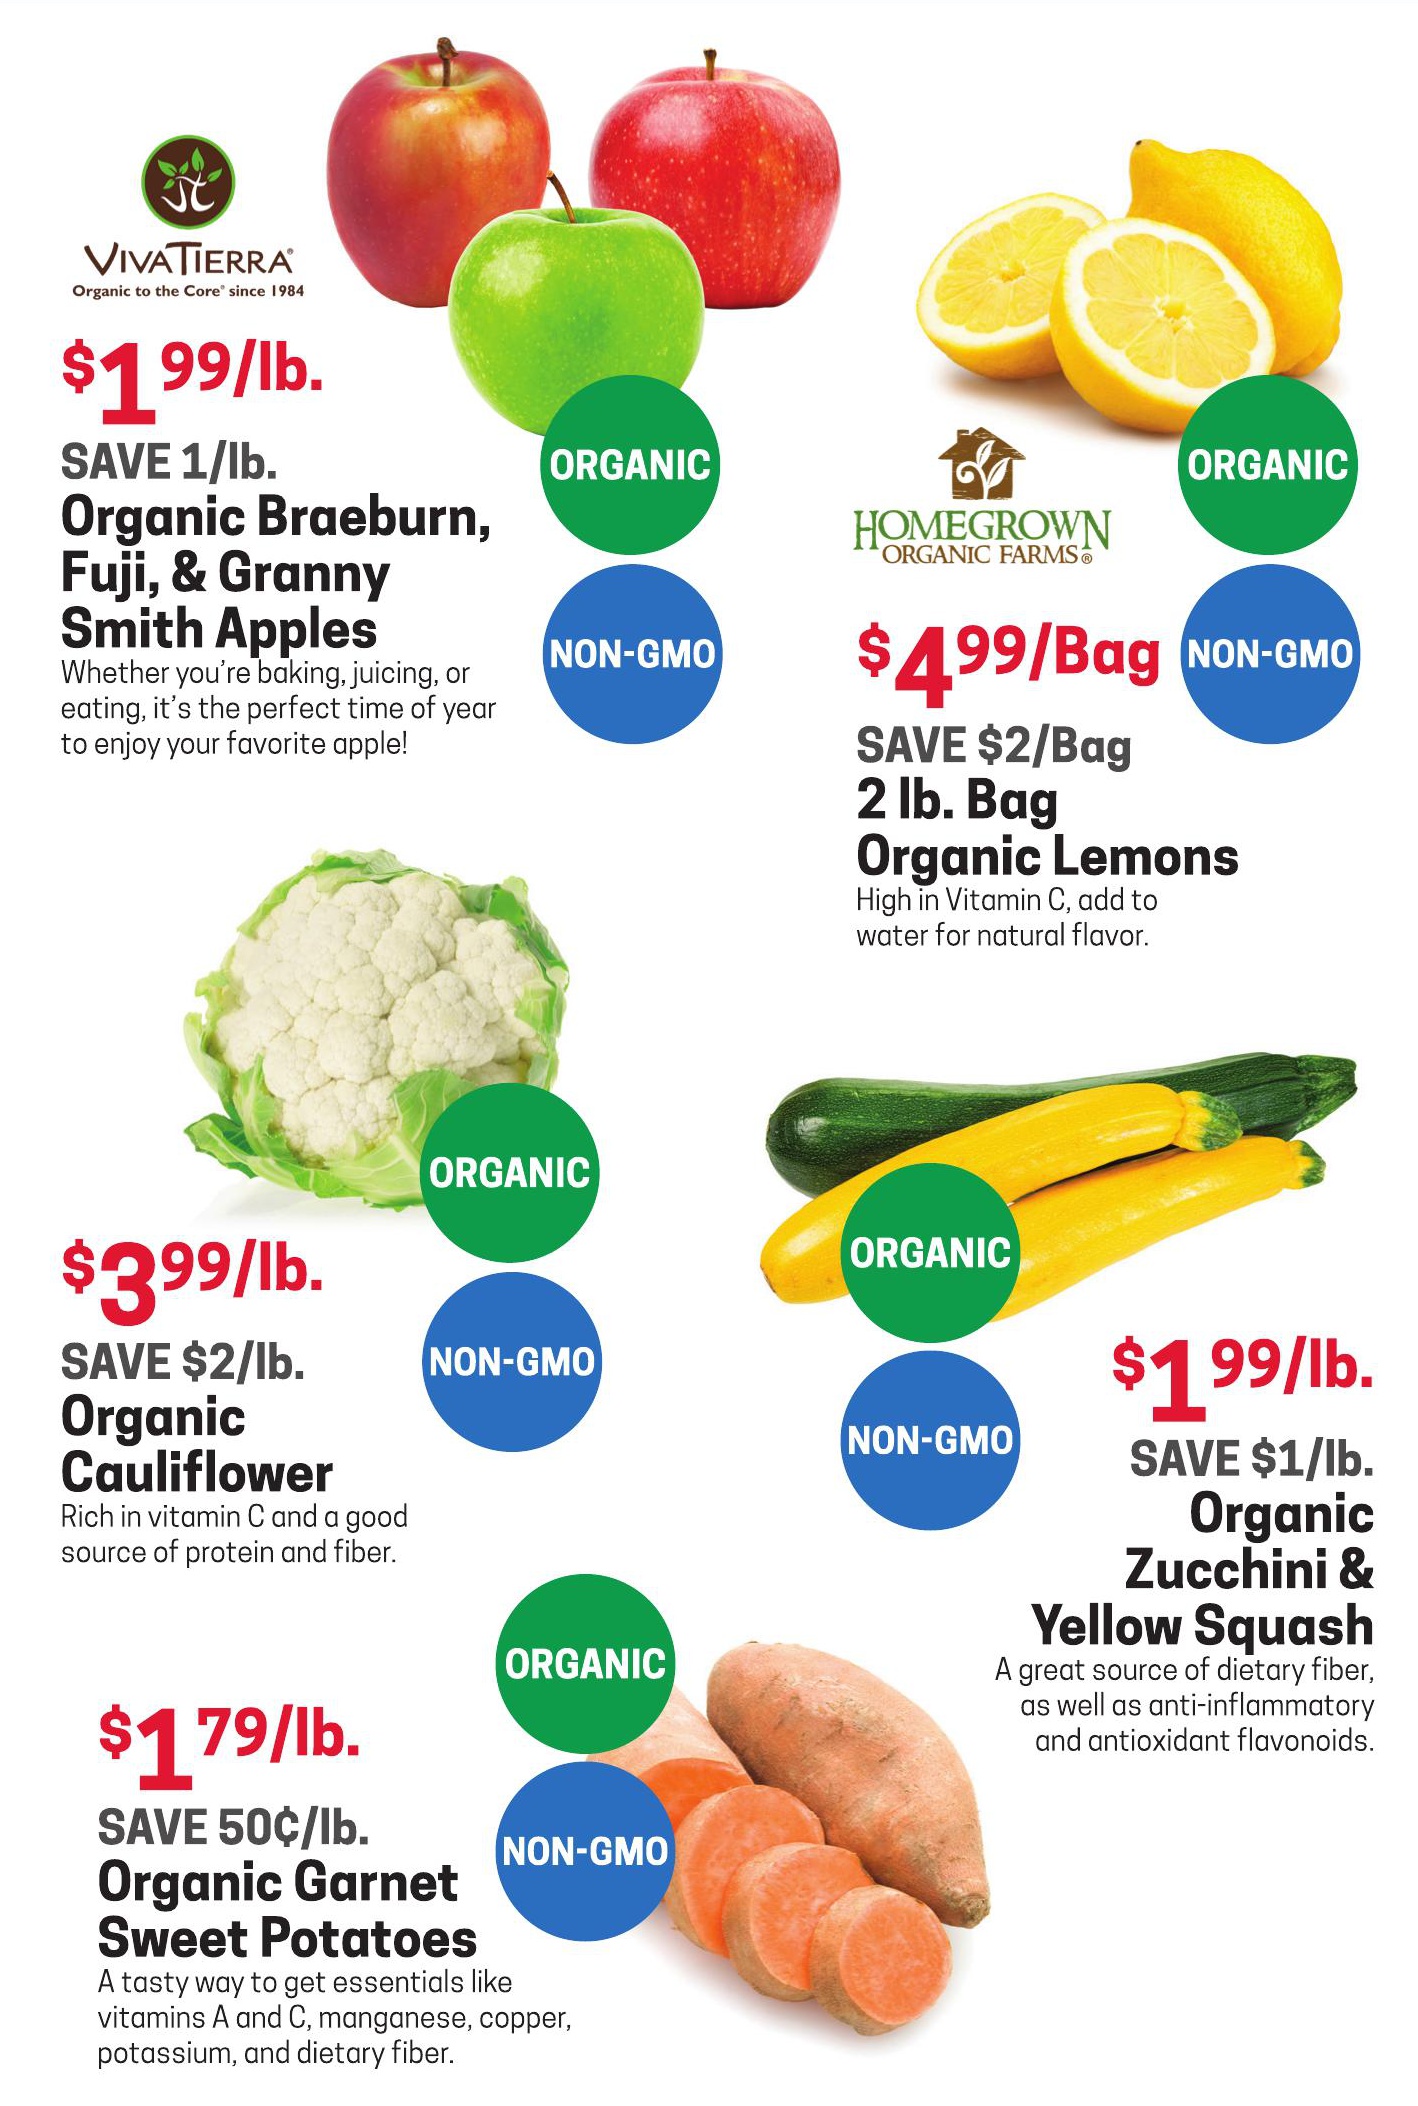 VIVATIERRA®
Organic to the Core® since 1984
$1 99/lb.
SAVE 1/lb.
Organic Braeburn,
Fuji, & Granny
Smith Apples
Whether you're baking, juicing, or
eating, it's the perfect time of year
to enjoy your favorite apple!
ORGANIC
NON-GMO
HOMEGROWN
ORGANIC FARMS®
ORGANIC
NON-GMO
$4 99/Bag
SAVE $2/Bag
2 lb. Bag
Organic Lemons
High in Vitamin C, add to
water for natural flavor.
ORGANIC
NON-GMO
$3 99/lb.
SAVE $2/lb.
Organic
Cauliflower
Rich in vitamin C and a good
source of protein and fiber.
ORGANIC
NON-GMO
$1 99/lb.
SAVE $1/lb.
Organic
Zucchini &
Yellow Squash
A great source of dietary fiber,
as well as anti-inflammatory
and antioxidant flavonoids.
ORGANIC
NON-GMO
$1 79/lb.
SAVE 50¢/lb.
Organic Garnet
Sweet Potatoes
A tasty way to get essentials like
vitamins A and C, manganese, copper,
potassium, and dietary fiber.